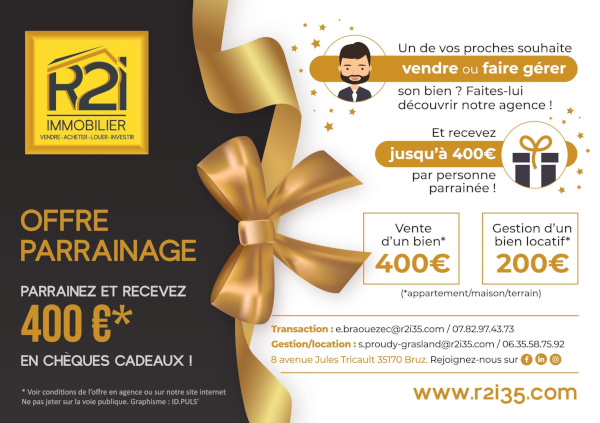 R2i
IMMOBILIER
VENDRE - ACHETER - LOUER - INVESTIR
OFFRE
PARRAINAGE
PARRAINEZ ET RECEVEZ
400 €*
EN CHÈQUES CADEAUX !
* Voir conditions de l'offre en agence ou sur notre site internet
Ne pas jeter sur la voie publique. Graphisme : ID.PULS'
Un de vos proches souhaite
vendre ou faire gérer
son bien ? Faites-lui
découvrir notre agence !
Et recevez
jusqu'à 400€
par personne
parrainée !
Vente
d'un bien*
400€
Gestion d'un
bien locatif*
200€
(*appartement/maison/terrain)
Transaction : e.braouezec@r2i35.com / 07.82.97.43.73
Gestion/location : s.proudy-grasland@r2i35.com / 06.35.58.75.92
8 avenue Jules Tricault 35170 Bruz. Rejoignez-nous sur f in
www.r2i35.com